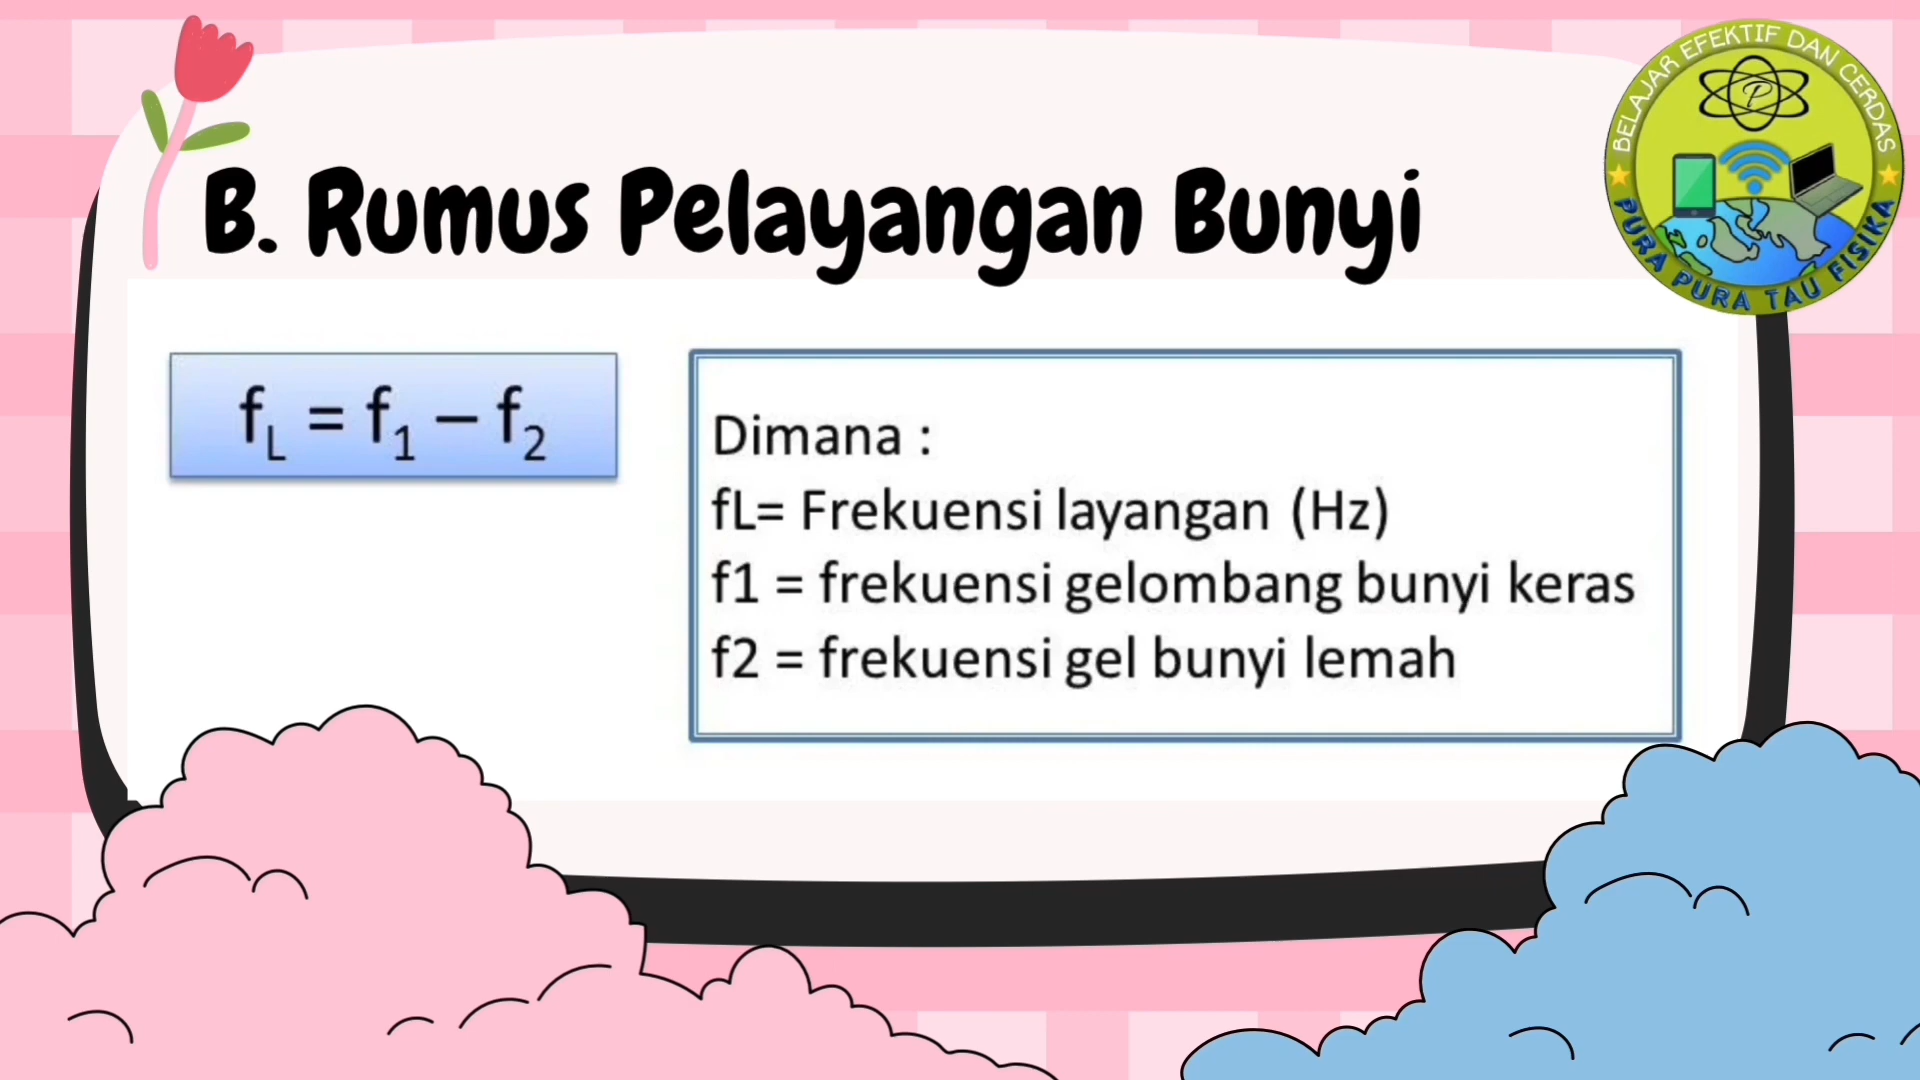 BELAJAR EFEKTIF DAN CERDAS
P
PURA PURA TAU FISIKA
B. Rumus Pelayangan Bunyi
fL = f1 – f2
Dimana :
fL= Frekuensi layangan (Hz)
f1 = frekuensi gelombang bunyi keras
f2 = frekuensi gel bunyi lemah